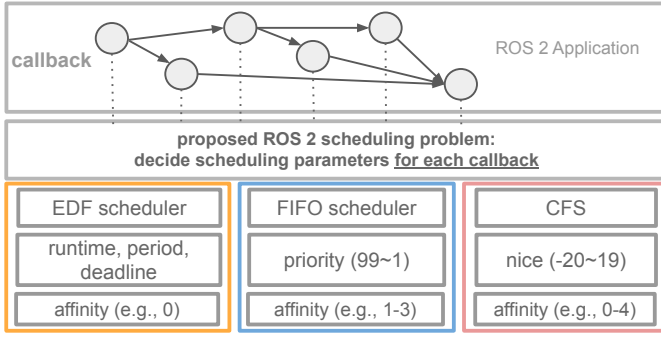 ROS 2 Application
callback
proposed ROS 2 scheduling problem:
decide scheduling parameters for each callback
EDF scheduler
runtime, period,
deadline
affinity (e.g., 0)
FIFO scheduler
priority (99~1)
affinity (e.g., 1-3)
CFS
nice (-20~19)
affinity (e.g., 0-4)